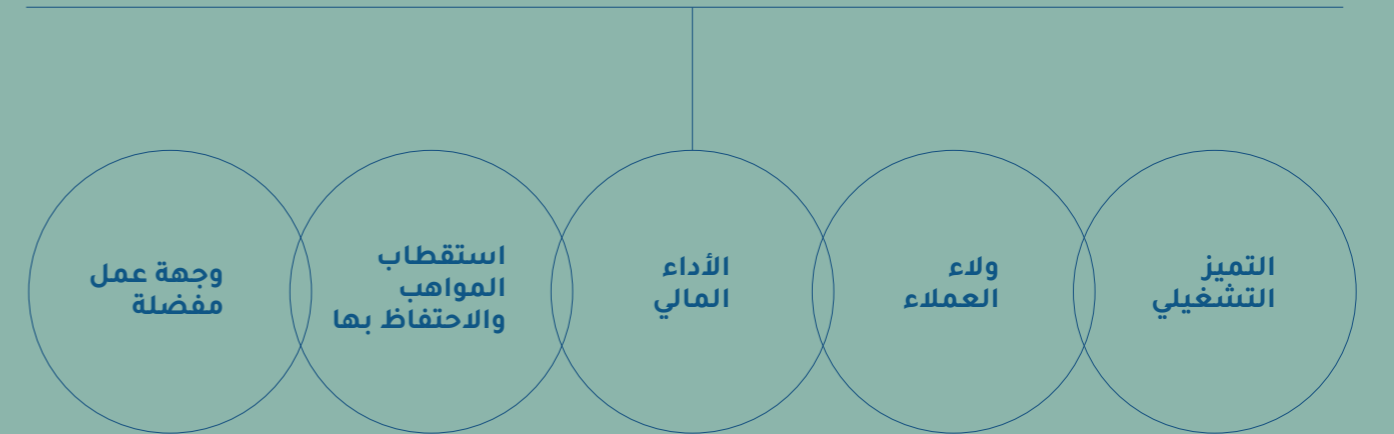 التميز
التشغيلي
ولاء
العملاء
الأداء
المالي
استقطاب
المواهب
والاحتفاظ بها
وجهة عمل
مفضلة